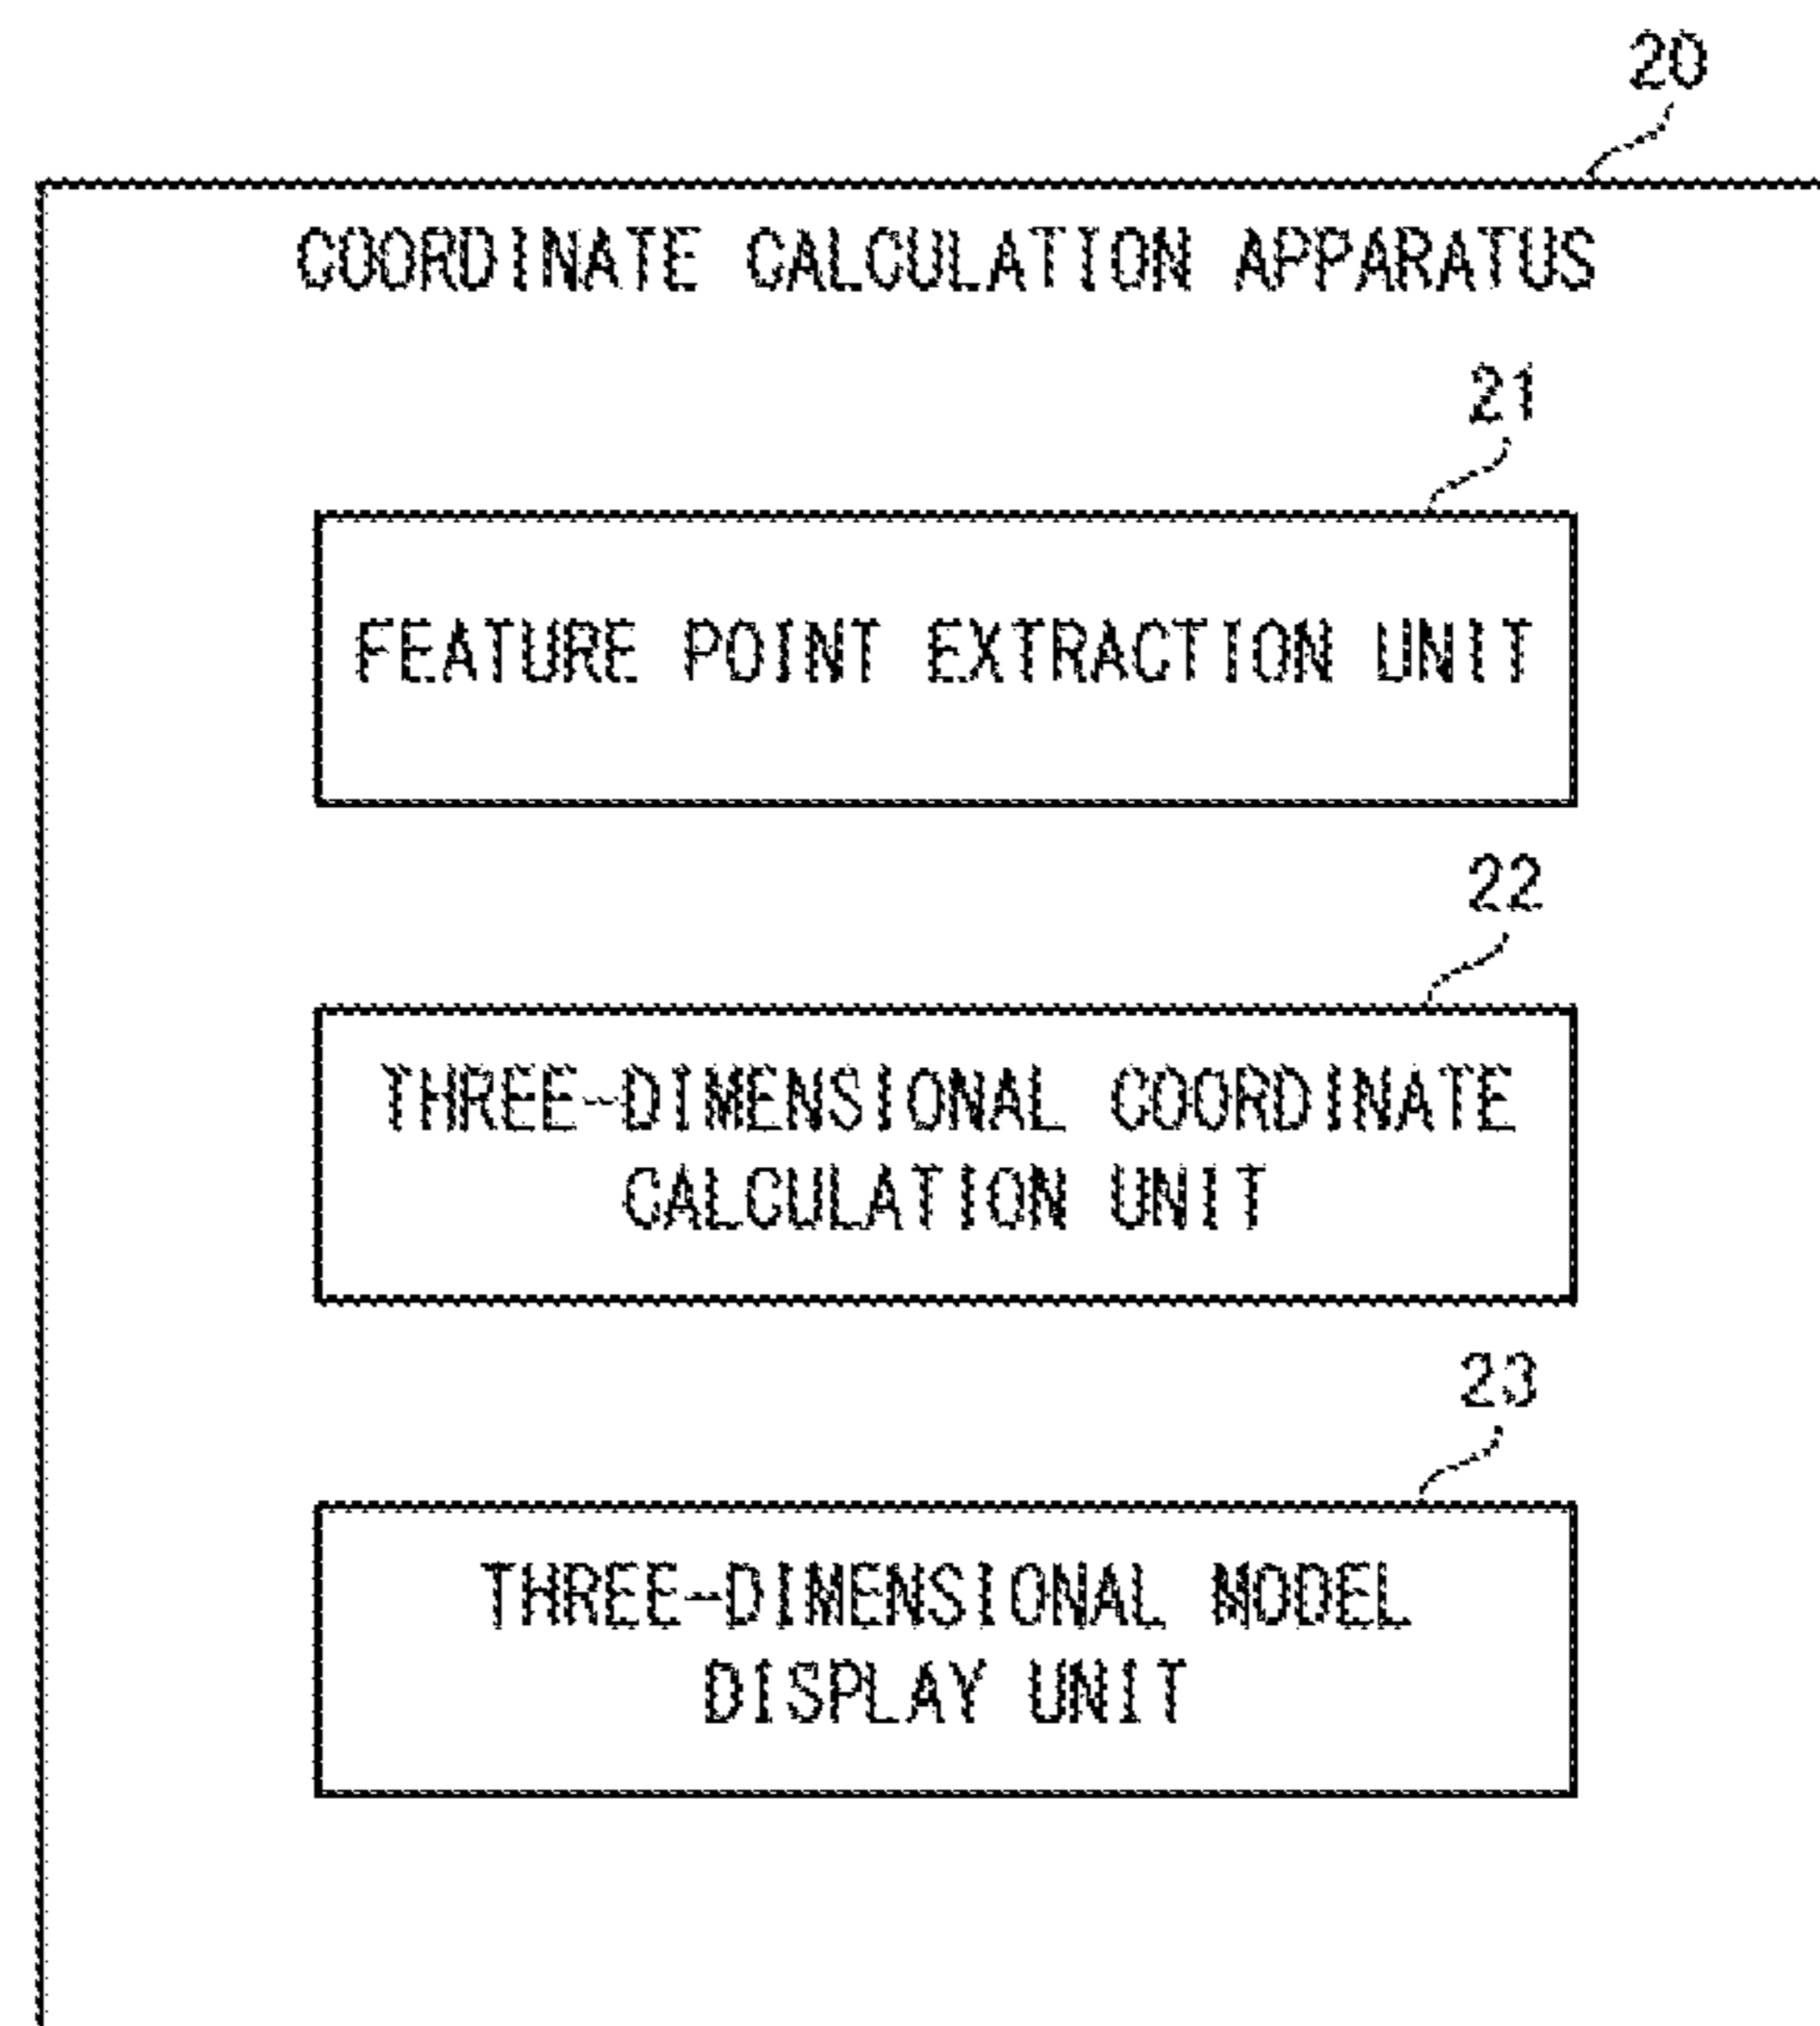 20
COORDINATE CALCULATION APPARATUS
21
FEATURE POINT EXTRACTION UNIT
22
THREE-DIMENSIONAL COORDINATE
CALCULATION UNIT
23
THREE-DIMENSIONAL MODEL
DISPLAY UNIT